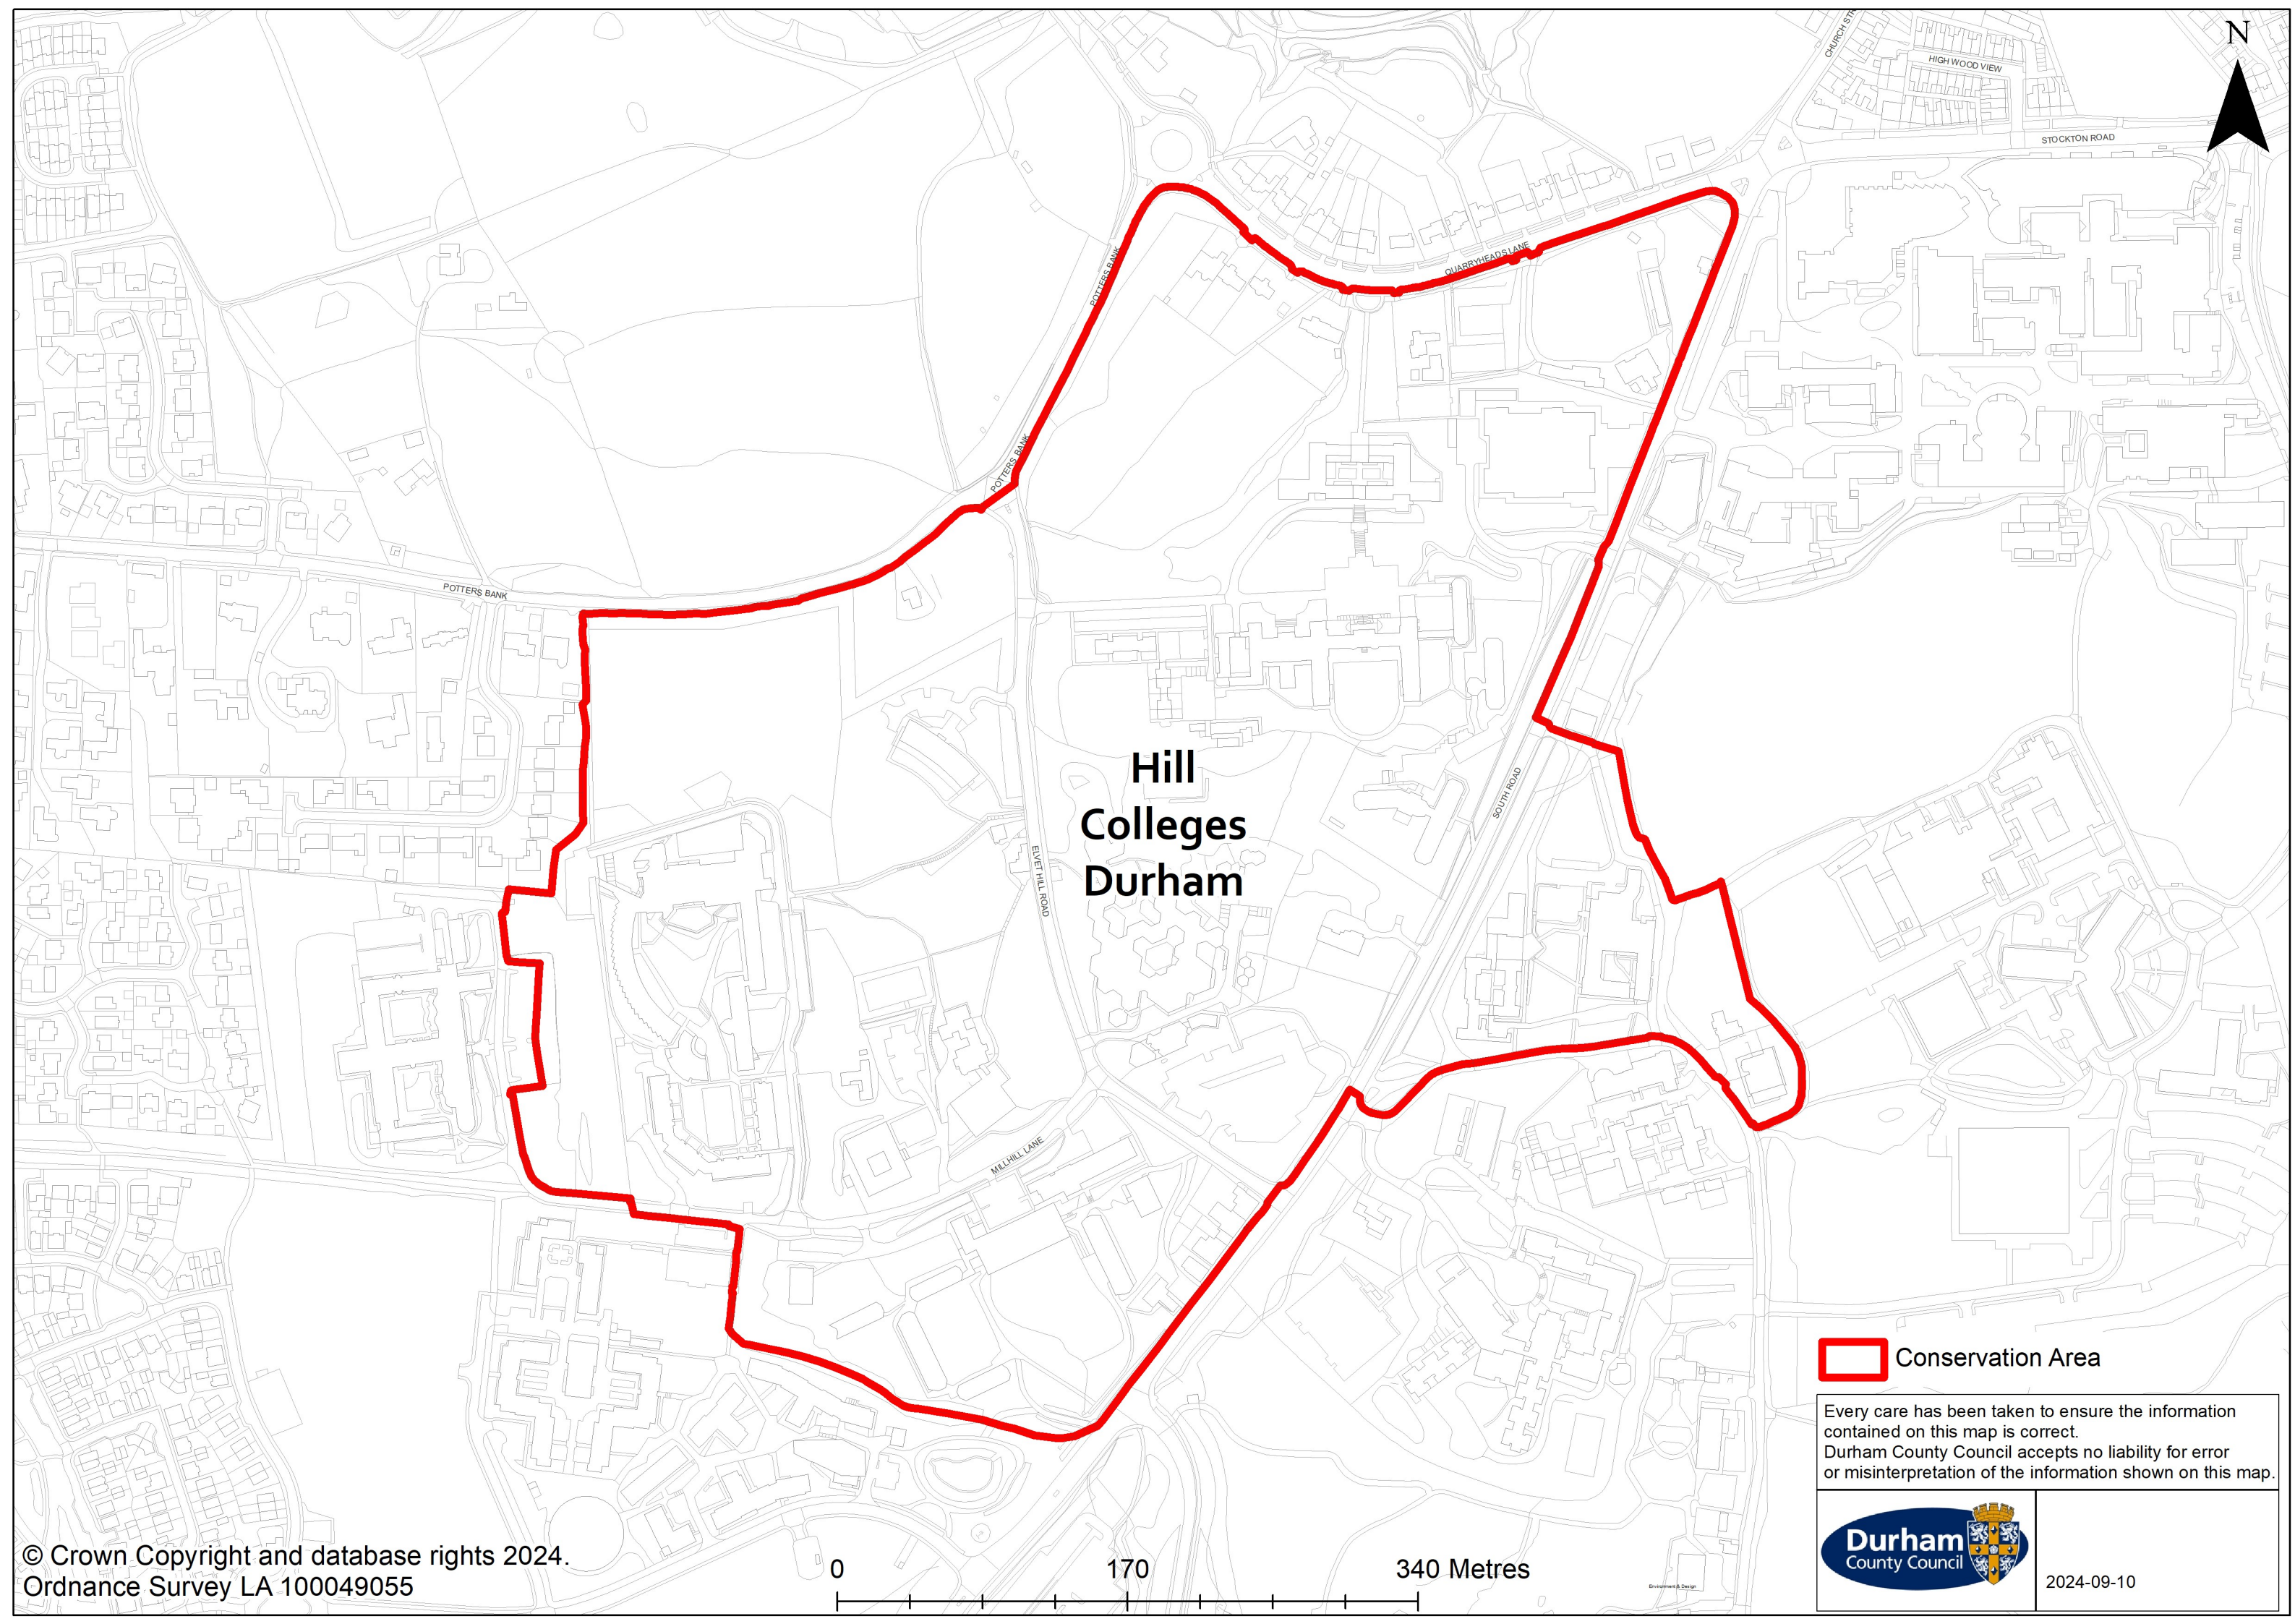 CHURCH STR
N
HIGH WOOD VIEW
STOCKTON ROAD
QUARRYHEADS LANE
POTTERS BANK
POTTERS BANK
POTTERS BANK
Hill
Colleges
Durham
SOUTH ROAD
ELVET HILL ROAD
MILLHILL LANE
Conservation Area
Every care has been taken to ensure the information
contained on this map is correct.
Durham County Council accepts no liability for error
or misinterpretation of the information shown on this map.
Durham
County Council
2024-09-10
Environment & Design
© Crown Copyright and database rights 2024.
Ordnance Survey LA 100049055
0 170 340 Metres